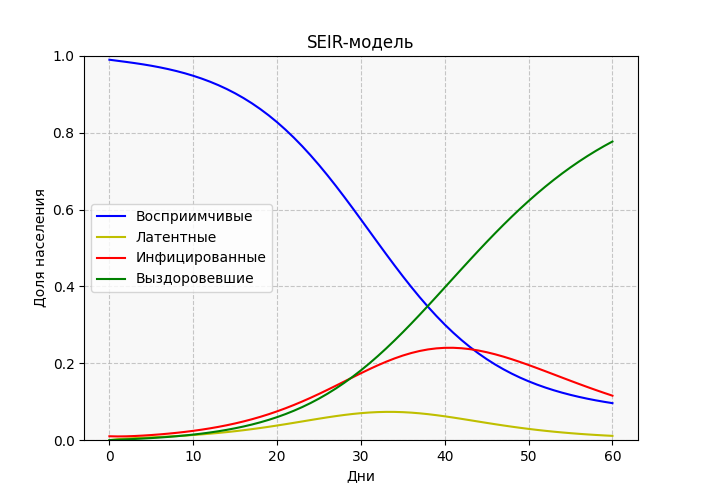 SEIR-модель
1.0
0.8
0.6
0.4
0.2
0.0
Доля населения
Восприимчивые
Латентные
Инфицированные
Выздоровевшие
0 10 20 30 40 50 60
Дни